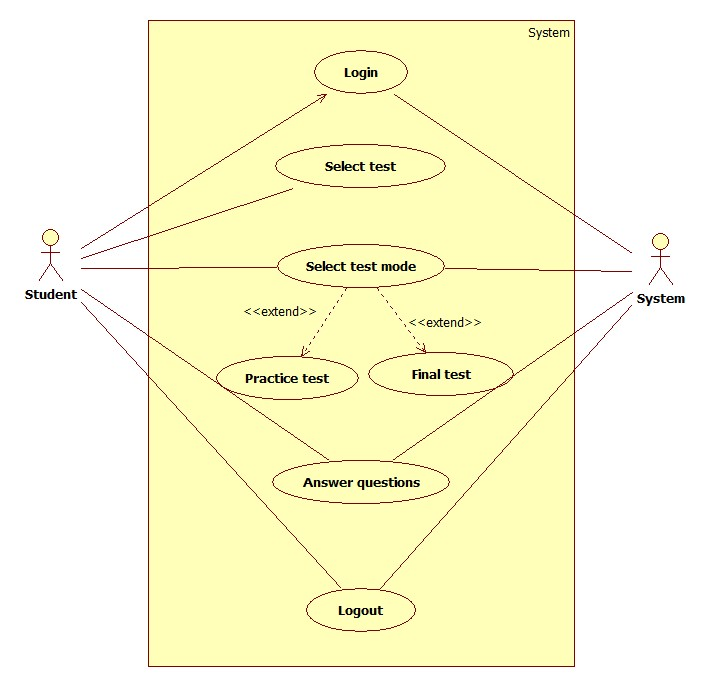 System
Login
Select test
Select test mode
Student
System
<<extend>>
<<extend>>
Practice test
Final test
Answer questions
Logout